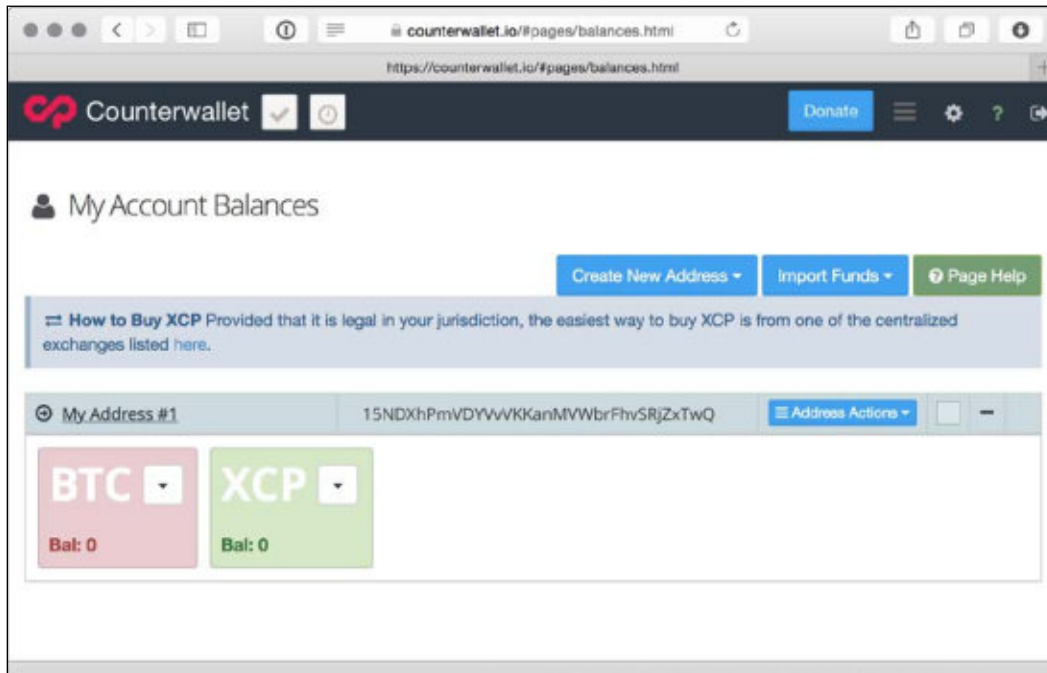 counterwallet.io/#pages/balances.html
https://counterwallet.io/#pages/balances.html
Counterwallet
Donate
?
My Account Balances
Create New Address
Import Funds
Page Help
How to Buy XCP Provided that it is legal in your jurisdiction, the easiest way to buy XCP is from one of the centralized
exchanges listed here.
My Address #1 15NDXhPmVDYVvVKKanMVWbrFhvSRjZxTwQ Address Actions
BTC XCP
Bal: 0 Bal: 0